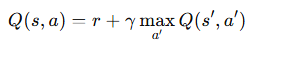 Q(s, a) = r + γ max_{a'} Q(s', a')